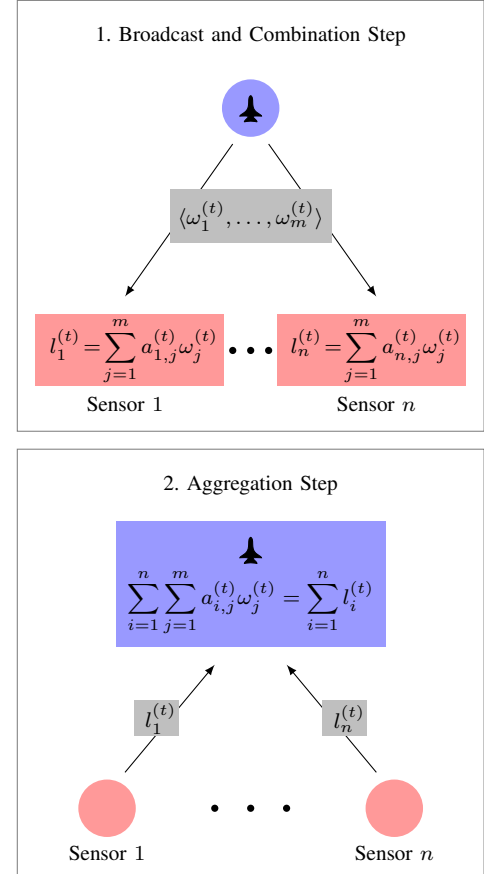 1. Broadcast and Combination Step
⟨ω₁^{(t)}, . . . , ω_m^{(t)}⟩
l_1^{(t)} = \sum_{j=1}^{m} a_{1,j}^{(t)} ω_j^{(t)} • • • l_n^{(t)} = \sum_{j=1}^{m} a_{n,j}^{(t)} ω_j^{(t)}
Sensor 1 Sensor n
2. Aggregation Step
\sum_{i=1}^{n} \sum_{j=1}^{m} a_{i,j}^{(t)} ω_j^{(t)} = \sum_{i=1}^{n} l_i^{(t)}
l_1^{(t)} l_n^{(t)}
Sensor 1 Sensor n